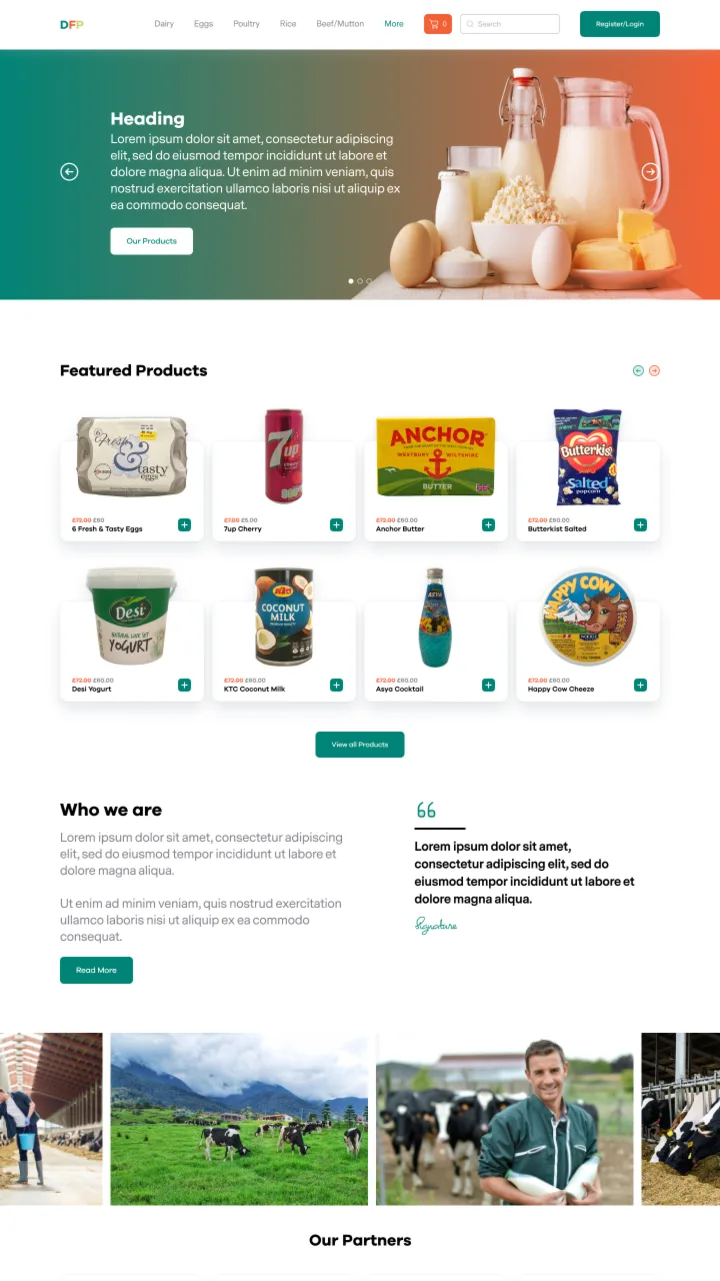 DFP
Dairy
Eggs
Poultry
Rice
Beef/Mutton
More
0
Search
Register/Login
Heading
Lorem ipsum dolor sit amet, consectetur adipiscing
elit, sed do eiusmod tempor incididunt ut labore et
dolore magna aliqua. Ut enim ad minim veniam, quis
nostrud exercitation ullamco laboris nisi ut aliquip ex
ea commodo consequat.
Our Products
Featured Products
6 Fresh
&
tasty
eggs
£72.00 £60
6 Fresh & Tasty Eggs
7up
Cherry
£7.00 £5.00
7up Cherry
ANCHOR
WESTBURY WILTSHIRE
BUTTER
£72.00 £60.00
Anchor Butter
Butterkist
Salted
popcorn
£72.00 £60.00
Butterkist Salted
Desi
NATURAL LIVE SET
YOGURT
£72.00 £60.00
Desi Yogurt
KTC
COCONUT
MILK
£72.00 £60.00
KTC Coconut Milk
ASYA
£72.00 £60.00
Asya Cocktail
HAPPY COW
£72.00 £60.00
Happy Cow Cheeze
View all Products
Who we are
Lorem ipsum dolor sit amet, consectetur adipiscing
elit, sed do eiusmod tempor incididunt ut labore et
dolore magna aliqua.
Ut enim ad minim veniam, quis nostrud exercitation
ullamco laboris nisi ut aliquip ex ea commodo
consequat.
Read More
Lorem ipsum dolor sit amet,
consectetur adipiscing elit, sed do
eiusmod tempor incididunt ut labore et
dolore magna aliqua.
Signature
Our Partners